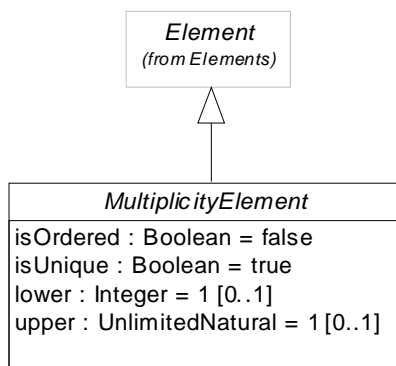 Element
(from Elements)
MultiplicityElement
isOrdered : Boolean = false
isUnique : Boolean = true
lower : Integer = 1 [0..1]
upper : UnlimitedNatural = 1 [0..1]